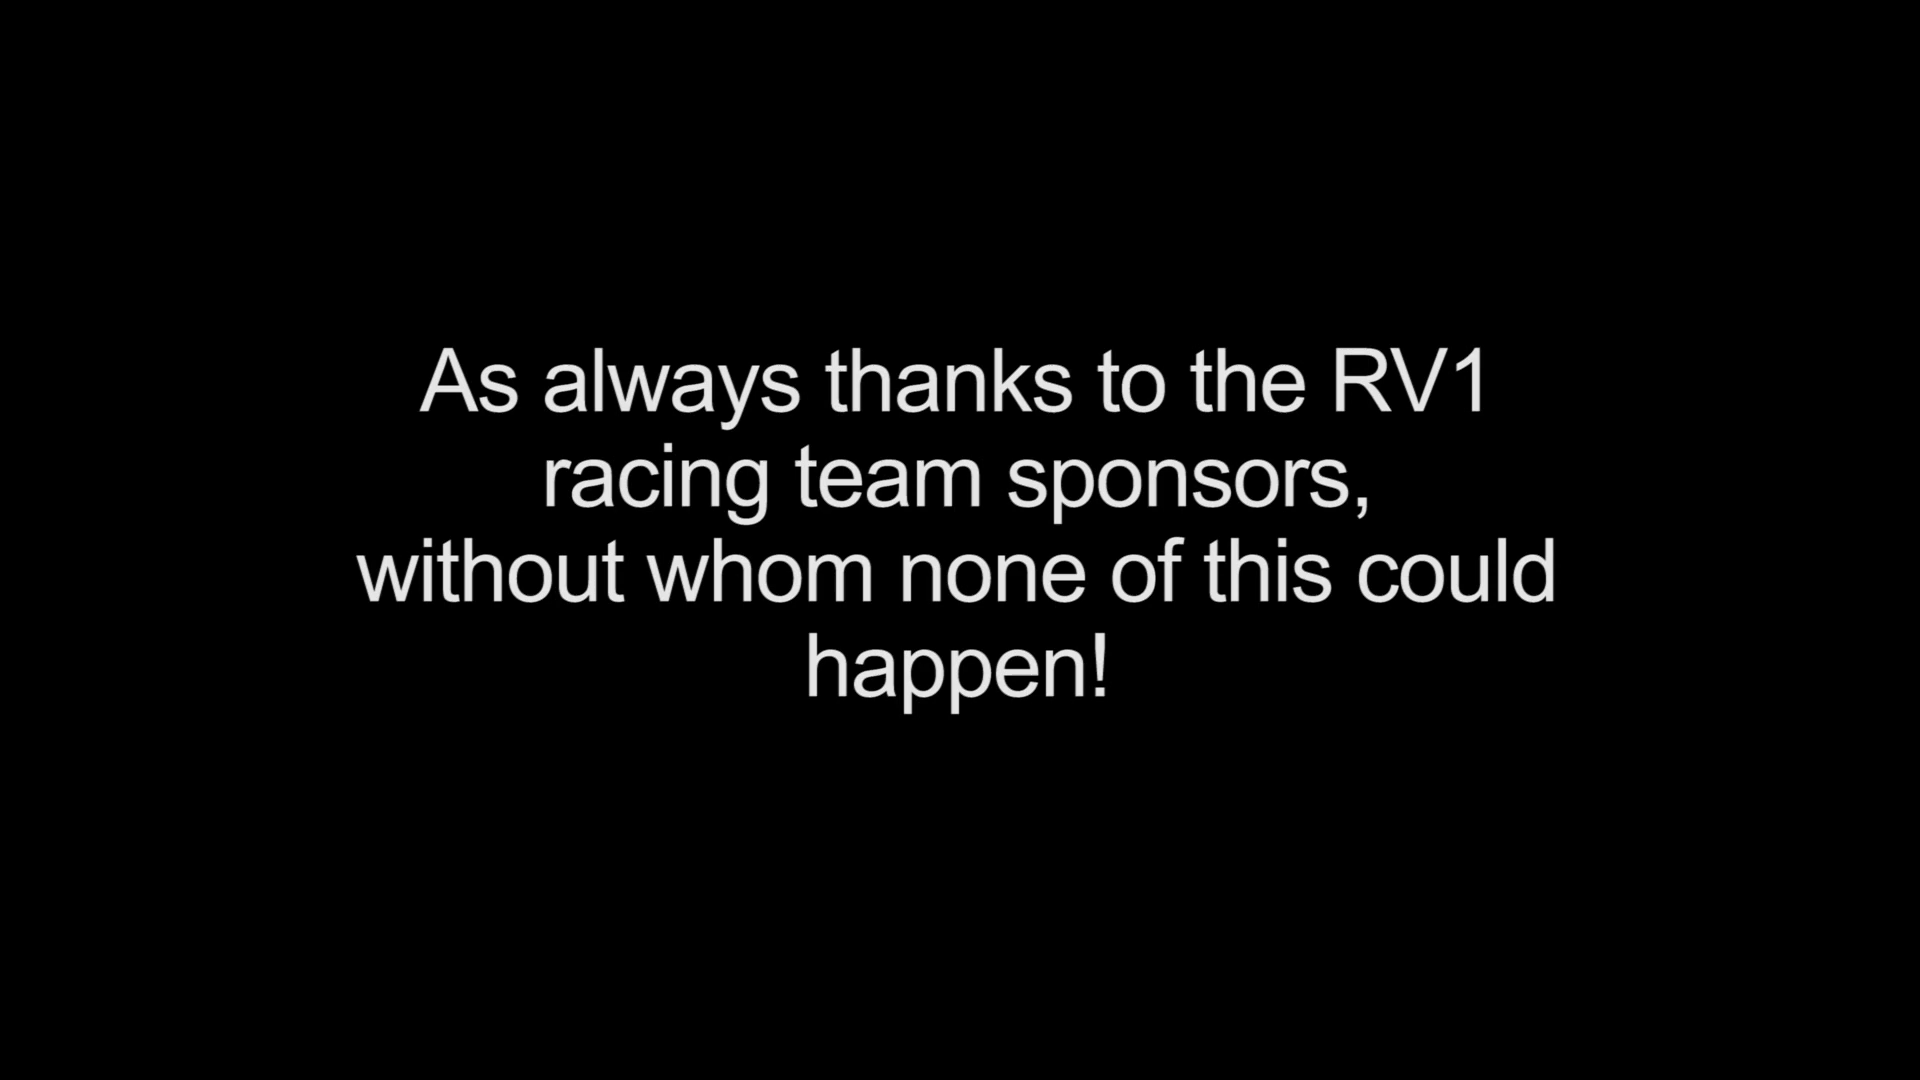 As always thanks to the RV1
racing team sponsors,
without whom none of this could
happen!